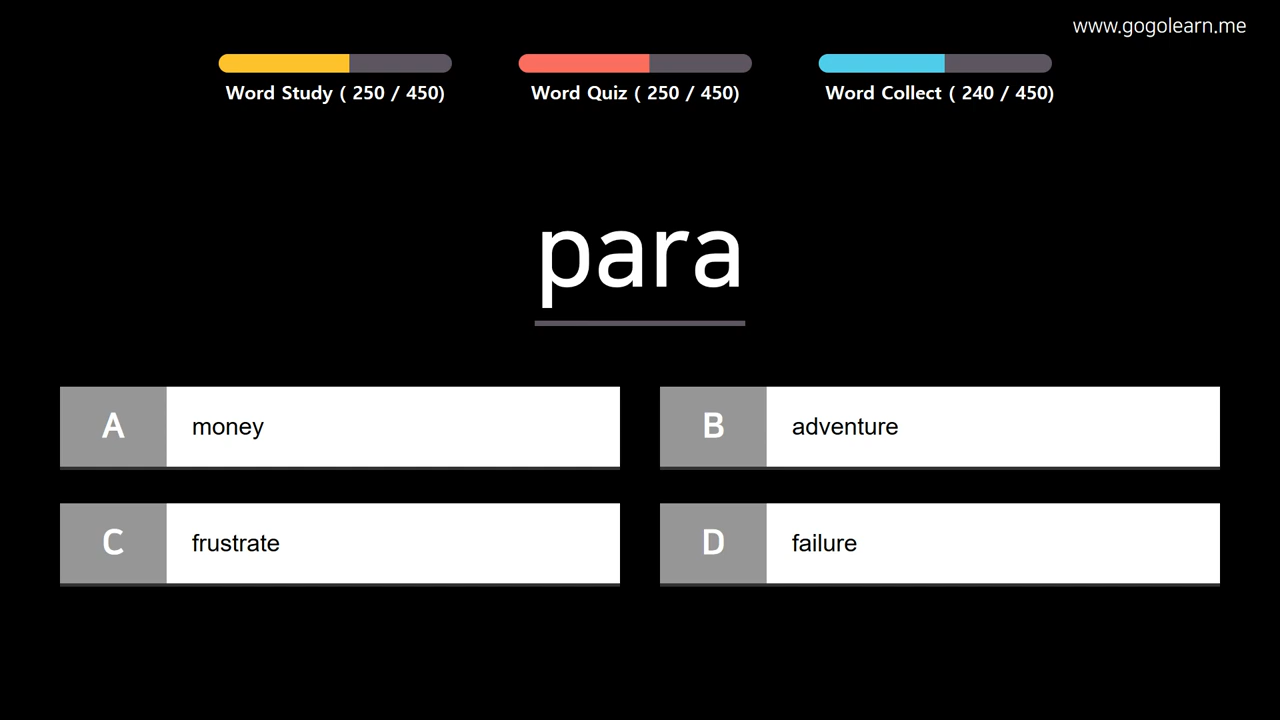 www.gogolearn.me
Word Study ( 250 / 450)
Word Quiz ( 250 / 450)
Word Collect ( 240 / 450)
para
A money
B adventure
C frustrate
D failure